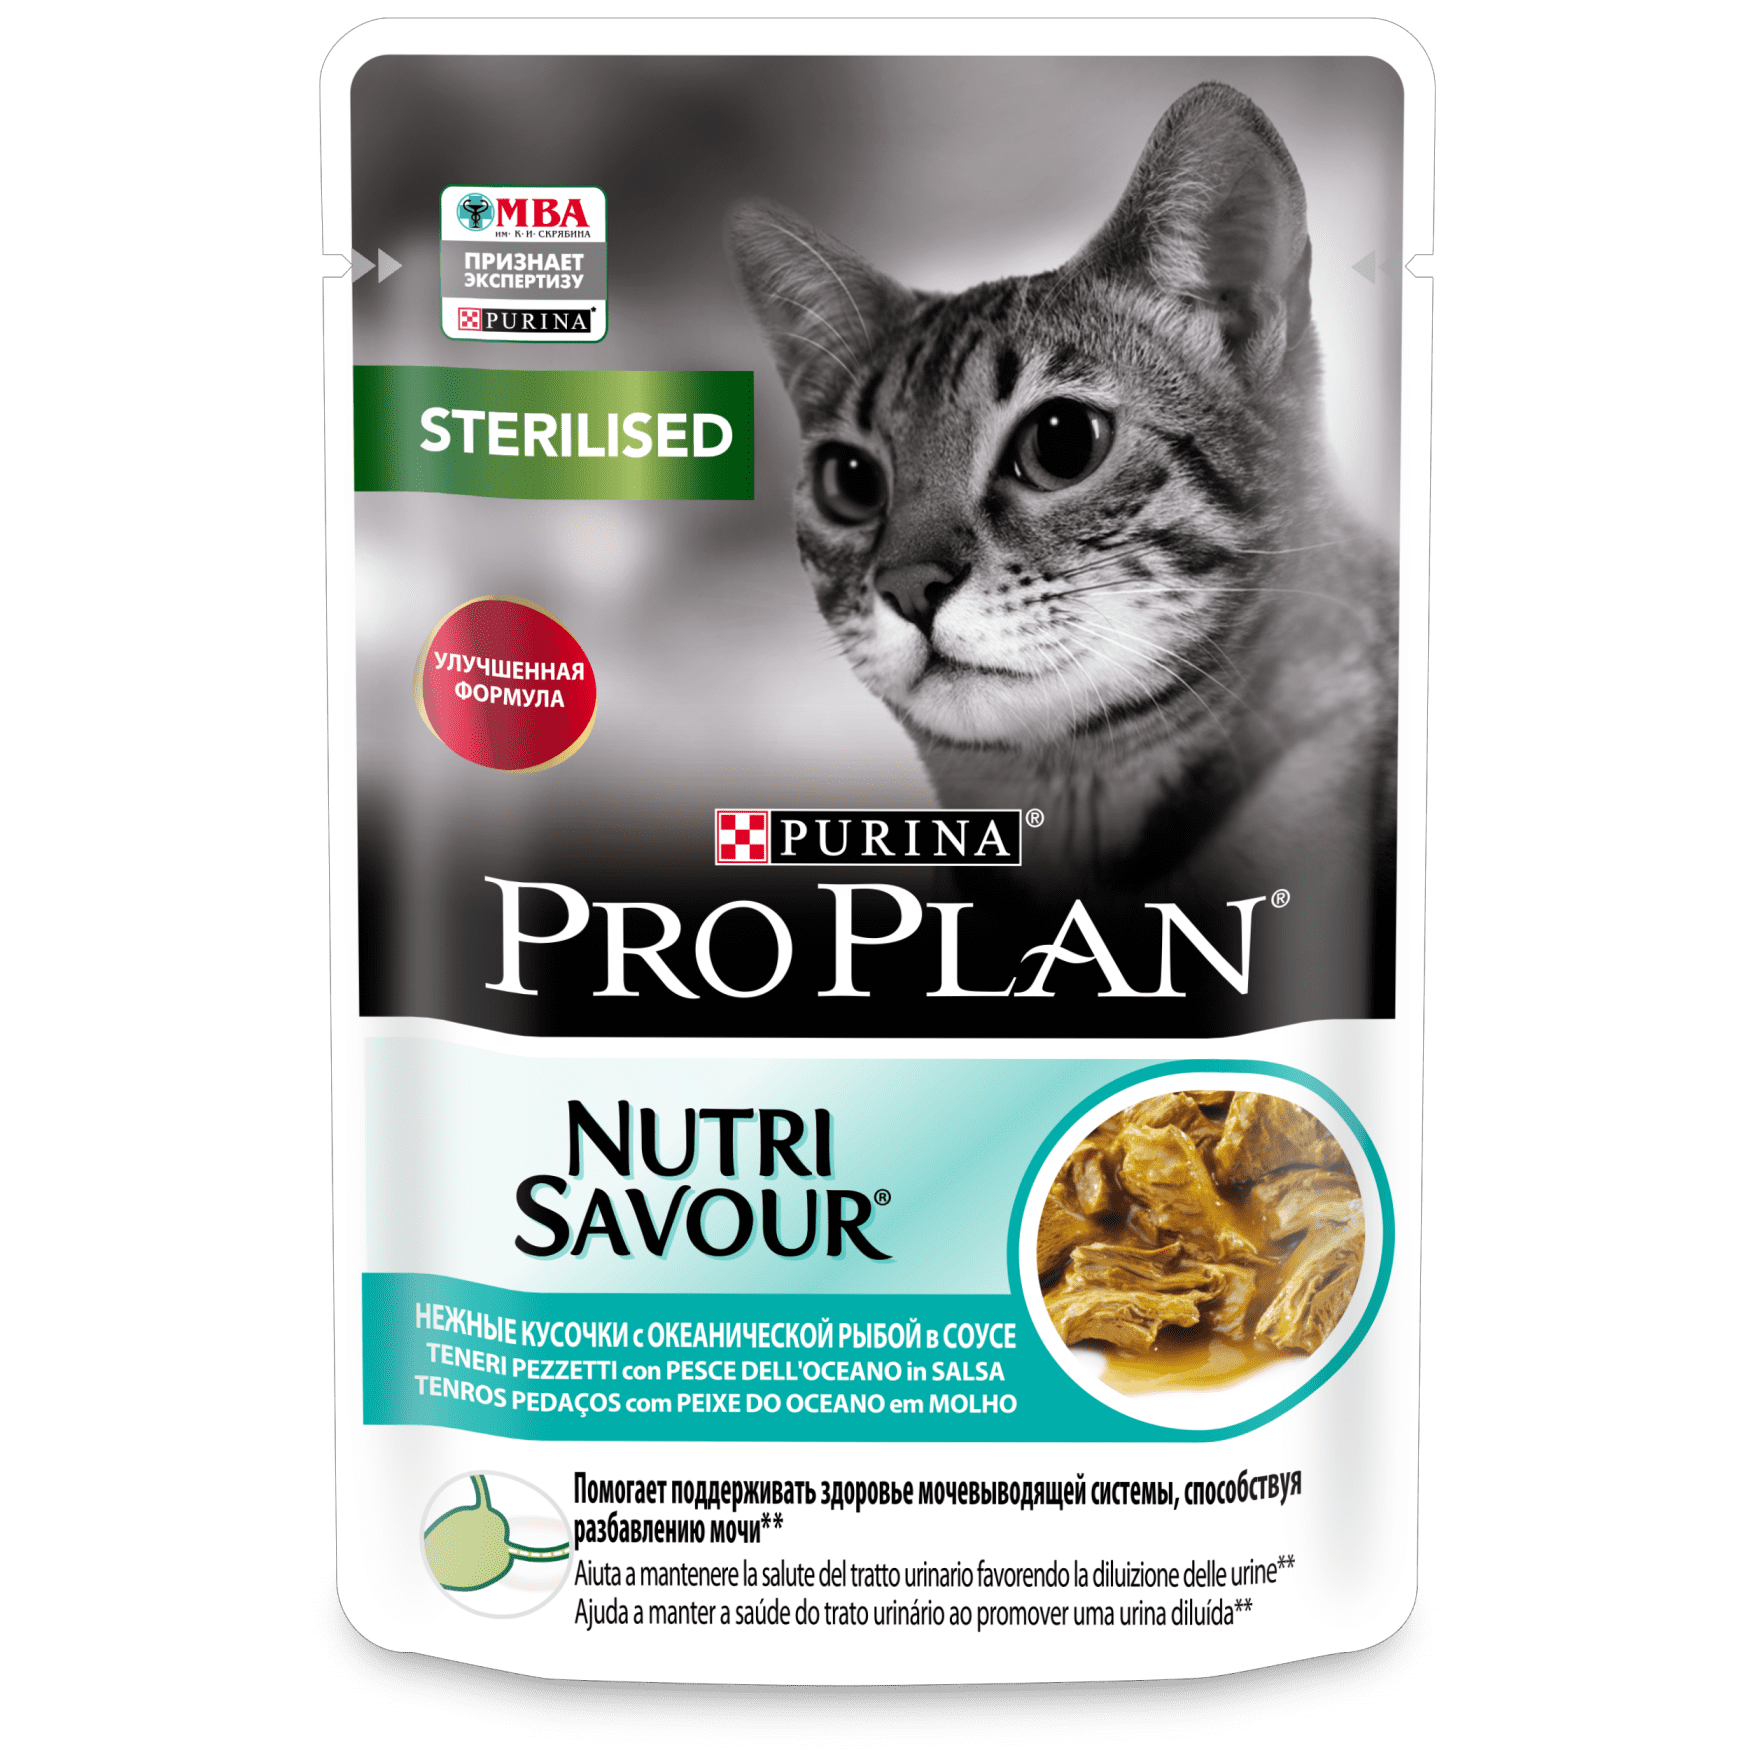 МВА
ИМ. К. И. СКРЯБИНА
ПРИЗНАЕТ
ЭКСПЕРТИЗУ
PURINA*
STERILISED
УЛУЧШЕННАЯ
ФОРМУЛА
PURINA®
PRO PLAN®
NUTRI
SAVOUR®
НЕЖНЫЕ КУСОЧКИ с ОКЕАНИЧЕСКОЙ РЫБОЙ в СОУСЕ
TENERI PEZZETTI con PESCE DELL'OCEANO in SALSA
TENROS PEDAÇOS com PEIXE DO OCEANO em MOLHO
Помогает поддерживать здоровье мочевыводящей системы, способствуя
разбавлению мочи**
Aiuta a mantenere la salute del tratto urinario favorendo la diluizione delle urine**
Ajuda a manter a saúde do trato urinário ao promover uma urina diluída**